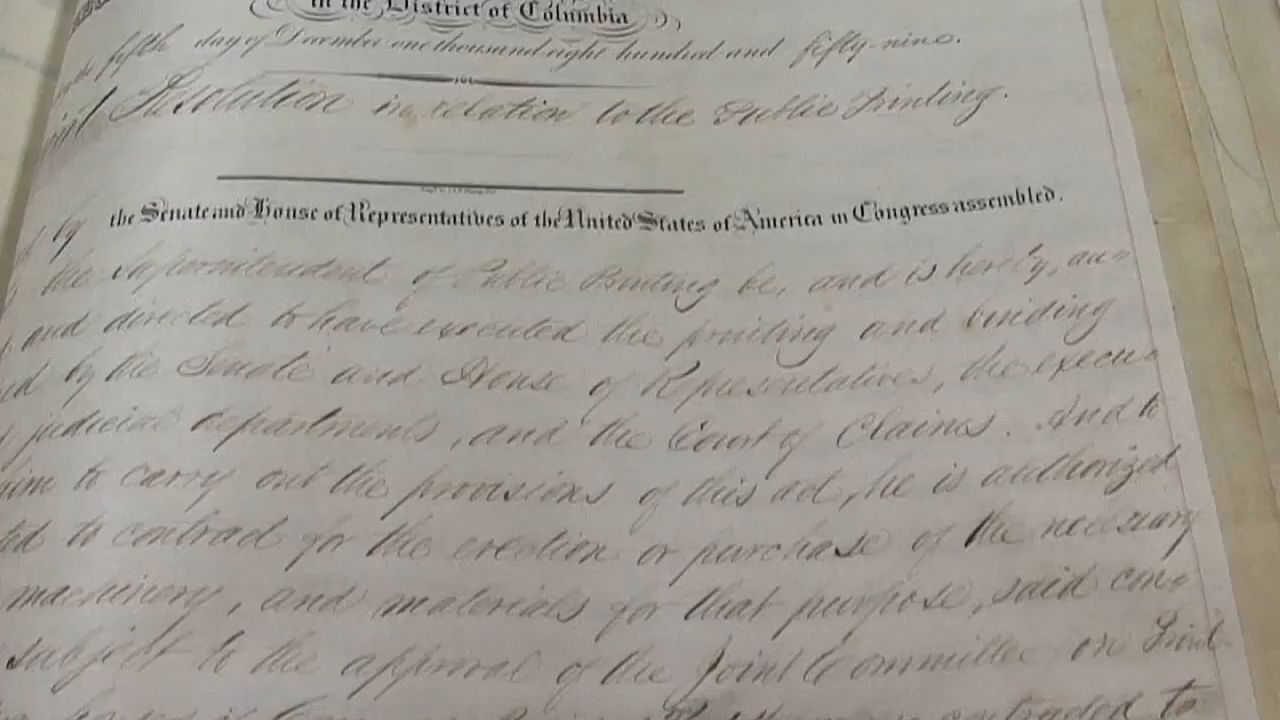 in the District of Columbia
fifth day of December one thousand eight hundred and fifty-nine.
Resolution in relation to the Public Printing.
by the Senate and House of Representatives of the United States of America in Congress assembled.
the Superintendent of Public Printing be, and is hereby, au=
and directed to have executed the printing and binding
by the Senate and House of Representatives, the execu=
judicial departments, and the Court of Claims. And to
him to carry out the provisions of this act, he is authorized
to contract for the erection or purchase of the necessary
machinery, and materials for that purpose, said con=
subject to the approval of the Joint Committee on Print
contracted to